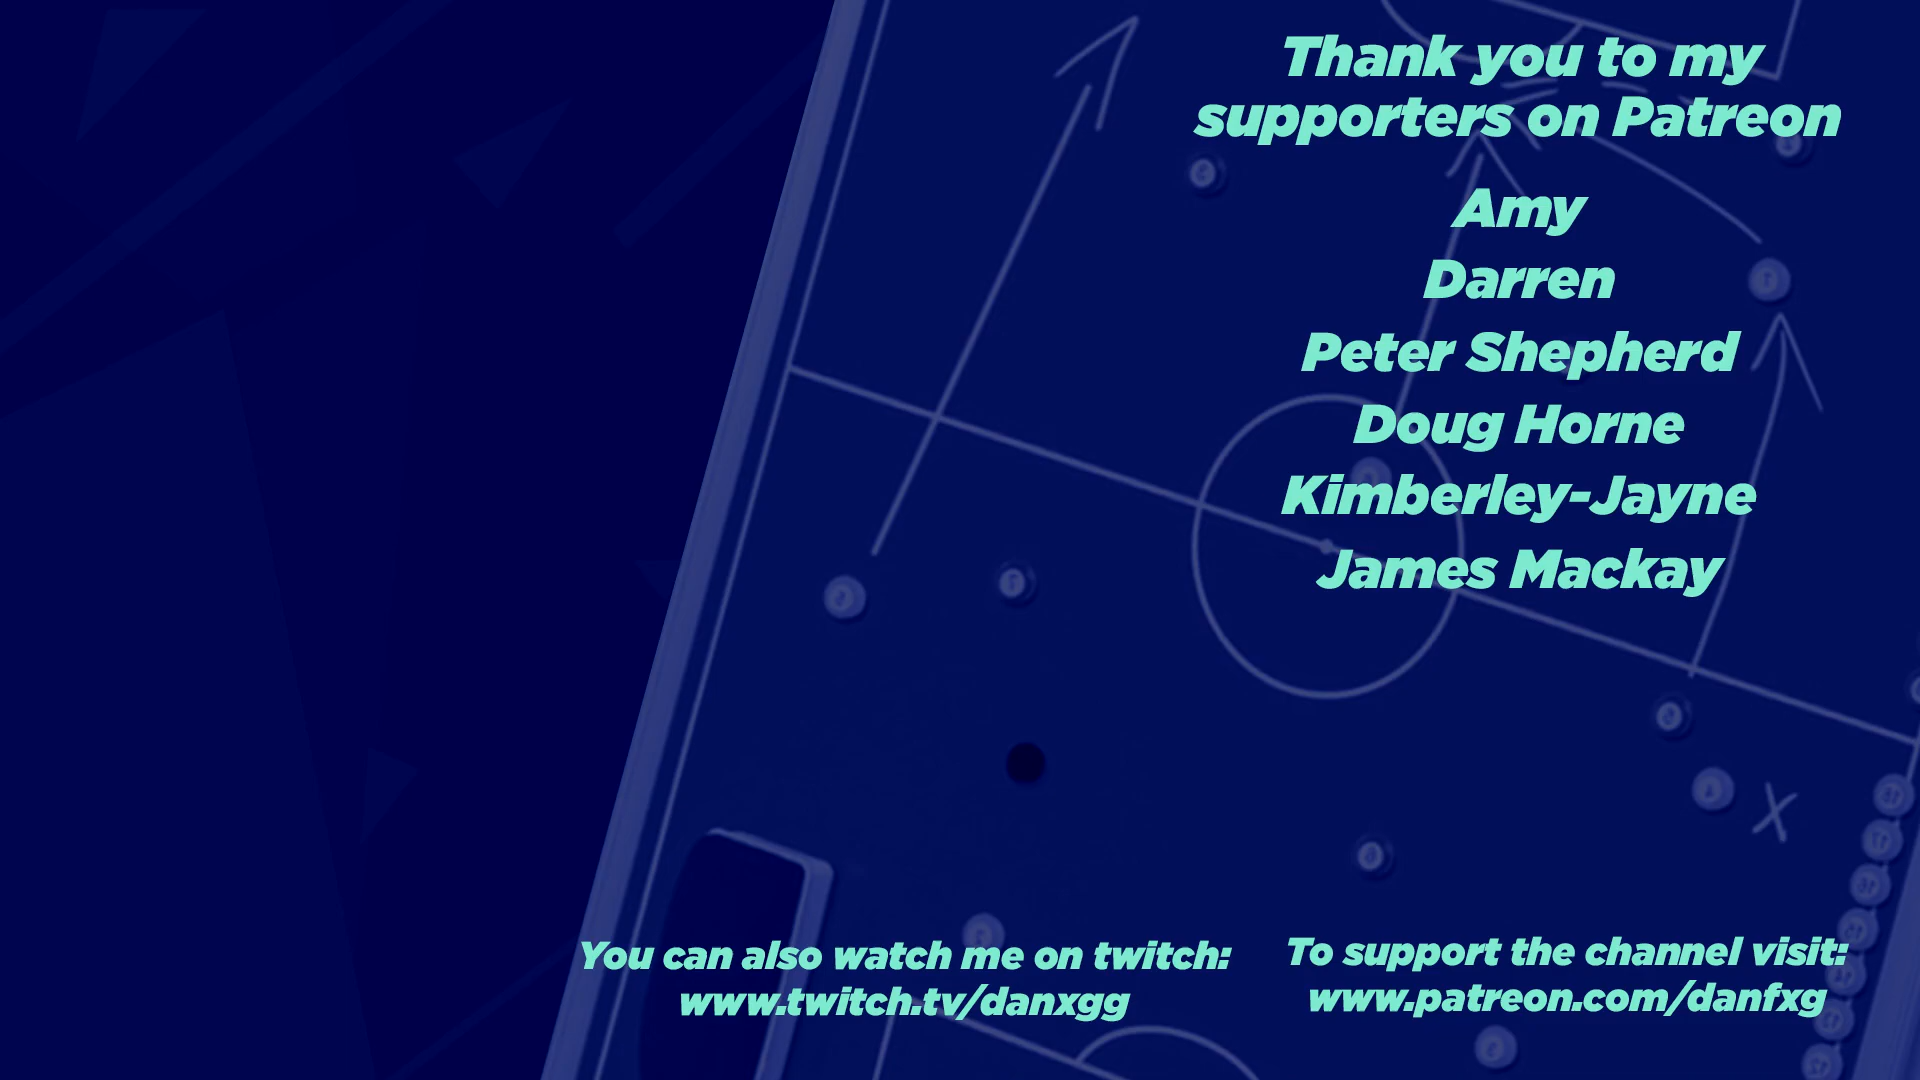 Thank you to my
supporters on Patreon
Amy
Darren
Peter Shepherd
Doug Horne
Kimberley-Jayne
James Mackay
You can also watch me on twitch:
www.twitch.tv/danxgg
To support the channel visit:
www.patreon.com/danfxg